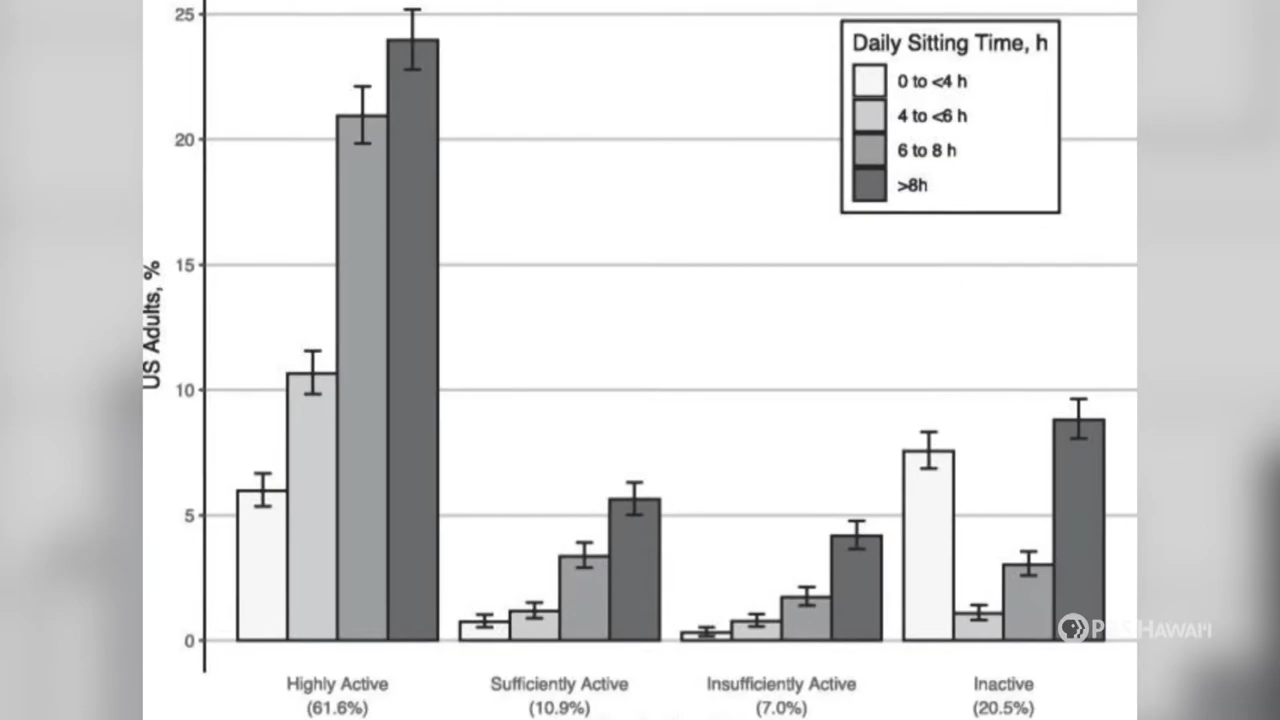 25
20
15
10
5
0
US Adults, %
Daily Sitting Time, h
0 to <4 h
4 to <6 h
6 to 8 h
>8h
Highly Active
(61.6%)
Sufficiently Active
(10.9%)
Insufficiently Active
(7.0%)
Inactive
(20.5%)
PBS HAWAI'I